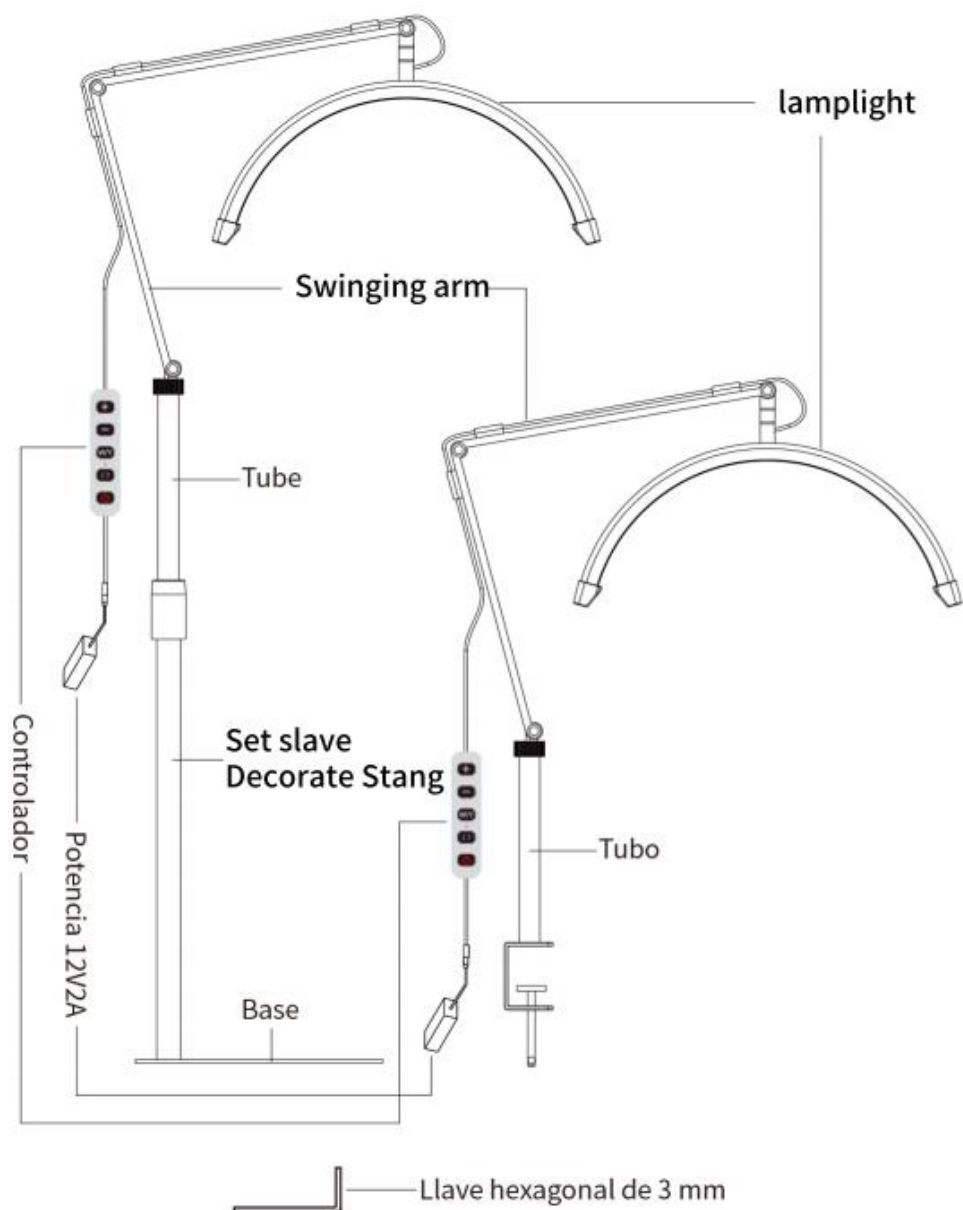 lamplight
Swinging arm
Tube
Set slave
Decorate Stang
Controlador
Potencia 12V2A
Tubo
Base
Llave hexagonal de 3 mm